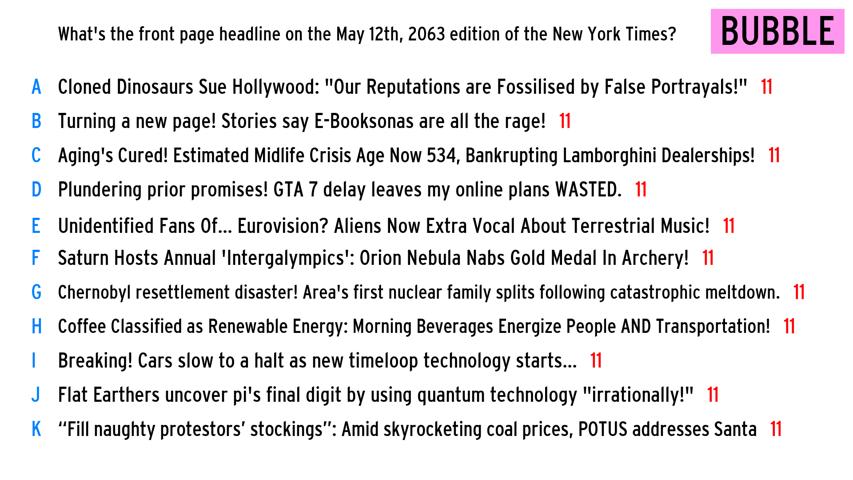 What's the front page headline on the May 12th, 2063 edition of the New York Times? BUBBLE
A Cloned Dinosaurs Sue Hollywood: "Our Reputations are Fossilised by False Portrayals!" 11
B Turning a new page! Stories say E-Booksonas are all the rage! 11
C Aging's Cured! Estimated Midlife Crisis Age Now 534, Bankrupting Lamborghini Dealerships! 11
D Plundering prior promises! GTA 7 delay leaves my online plans WASTED. 11
E Unidentified Fans Of... Eurovision? Aliens Now Extra Vocal About Terrestrial Music! 11
F Saturn Hosts Annual 'Intergalympics': Orion Nebula Nabs Gold Medal In Archery! 11
G Chernobyl resettlement disaster! Area's first nuclear family splits following catastrophic meltdown. 11
H Coffee Classified as Renewable Energy: Morning Beverages Energize People AND Transportation! 11
I Breaking! Cars slow to a halt as new timeloop technology starts... 11
J Flat Earthers uncover pi's final digit by using quantum technology "irrationally!" 11
K “Fill naughty protestors’ stockings”: Amid skyrocketing coal prices, POTUS addresses Santa 11